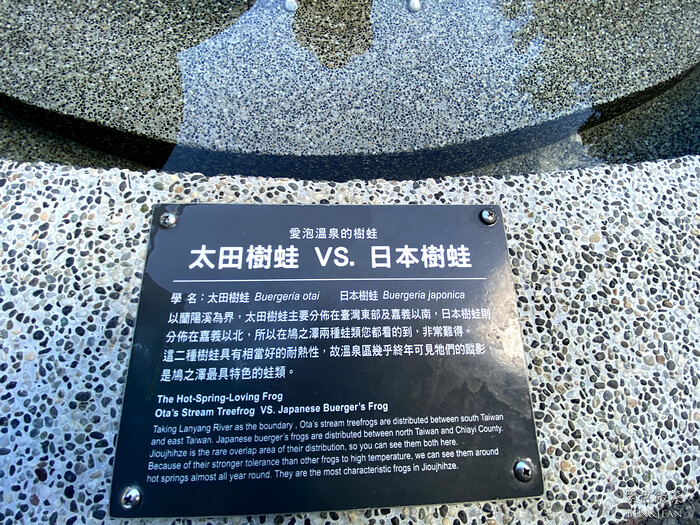 愛泡溫泉的樹蛙
太田樹蛙 VS. 日本樹蛙
學 名：太田樹蛙 Buergeria otai 日本樹蛙 Buergeria japonica
以蘭陽溪為界，太田樹蛙主要分佈在臺灣東部及嘉義以南，日本樹蛙則
分佈在嘉義以北，所以在鳩之澤兩種蛙類您都看的到，非常難得。
這二種樹蛙具有相當好的耐熱性，故溫泉區幾乎終年可見牠們的蹤影，
是鳩之澤最具特色的蛙類。
The Hot-Spring-Loving Frog
Ota's Stream Treefrog VS. Japanese Buerger's Frog
Taking Lanyang River as the boundary , Ota's stream treefrogs are distributed between south Taiwan
and east Taiwan. Japanese buerger's frogs are distributed between north Taiwan and Chiayi County.
Jioujhihze is the rare overlap area of their distribution, so you can see them both here.
Because of their stronger tolerance than other frogs to high temperature, we can see them around
hot springs almost all year round. They are the most characteristic frogs in Jioujhihze.